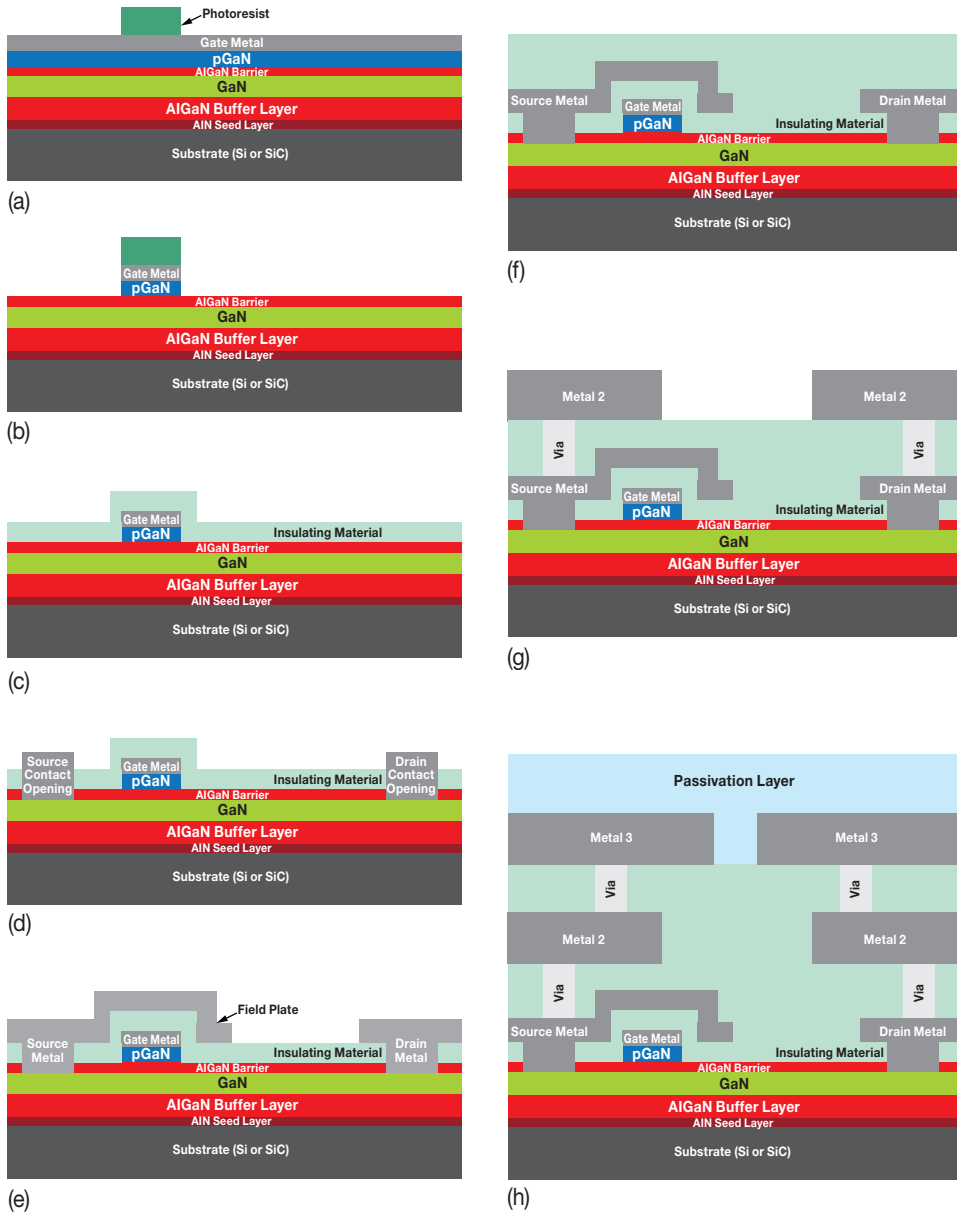 Photoresist
Gate Metal
pGaN
AlGaN Barrier
GaN
AlGaN Buffer Layer
AlN Seed Layer
Substrate (Si or SiC)
(a)
Gate Metal
pGaN
AlGaN Barrier
GaN
AlGaN Buffer Layer
AlN Seed Layer
Substrate (Si or SiC)
(b)
Gate Metal
pGaN
Insulating Material
AlGaN Barrier
GaN
AlGaN Buffer Layer
AlN Seed Layer
Substrate (Si or SiC)
(c)
Source
Contact
Opening
Gate Metal
pGaN
Insulating Material
Drain
Contact
Opening
AlGaN Barrier
GaN
AlGaN Buffer Layer
AlN Seed Layer
Substrate (Si or SiC)
(d)
Field Plate
Source
Metal
Gate Metal
pGaN
Insulating Material
Drain
Metal
AlGaN Barrier
GaN
AlGaN Buffer Layer
AlN Seed Layer
Substrate (Si or SiC)
(e)
Source Metal
Gate Metal
pGaN
Insulating Material
Drain Metal
AlGaN Barrier
GaN
AlGaN Buffer Layer
AlN Seed Layer
Substrate (Si or SiC)
(f)
Metal 2
Metal 2
Via
Via
Source Metal
Gate Metal
pGaN
Insulating Material
Drain Metal
AlGaN Barrier
GaN
AlGaN Buffer Layer
AlN Seed Layer
Substrate (Si or SiC)
(g)
Passivation Layer
Metal 3
Metal 3
Via
Via
Metal 2
Metal 2
Via
Via
Source Metal
Gate Metal
pGaN
Insulating Material
Drain Metal
AlGaN Barrier
GaN
AlGaN Buffer Layer
AlN Seed Layer
Substrate (Si or SiC)
(h)